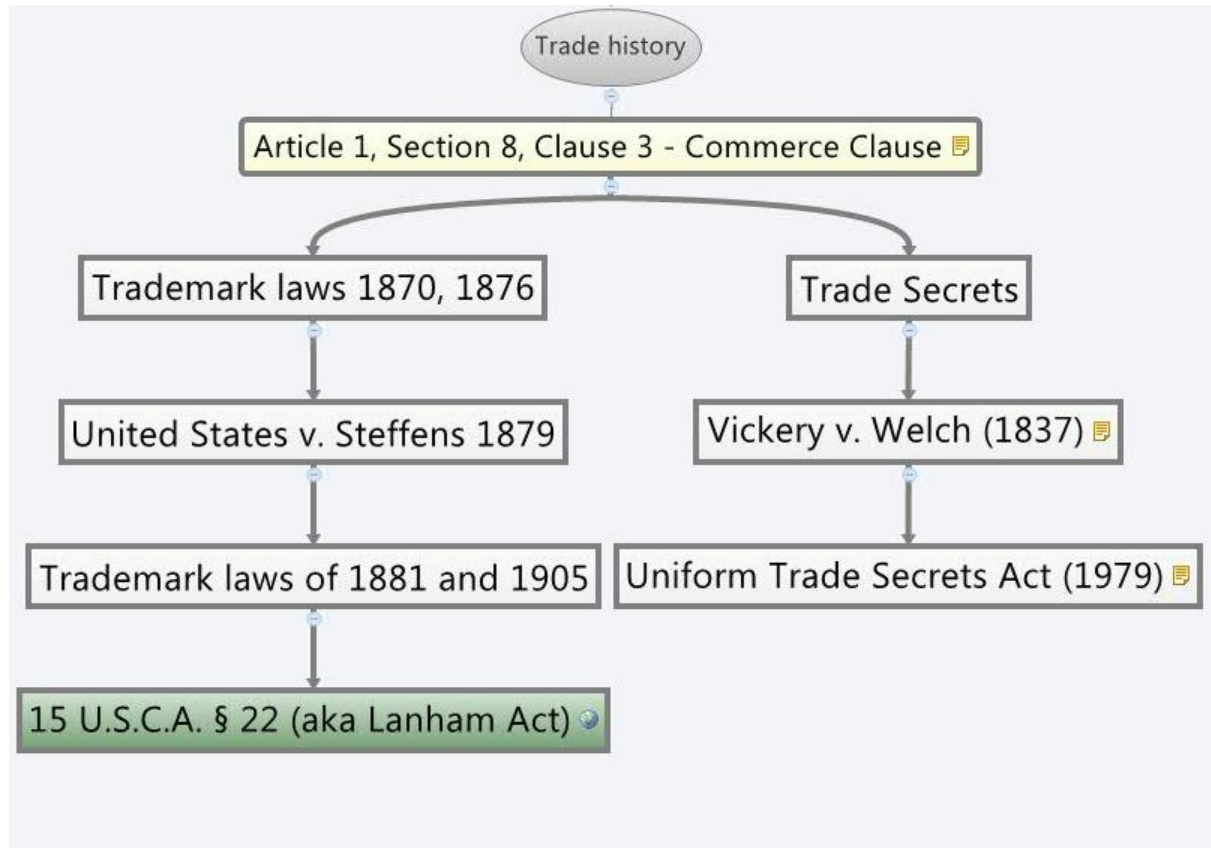 Trade history
Article 1, Section 8, Clause 3 - Commerce Clause
Trademark laws 1870, 1876
Trade Secrets
United States v. Steffens 1879
Vickery v. Welch (1837)
Trademark laws of 1881 and 1905
Uniform Trade Secrets Act (1979)
15 U.S.C.A. § 22 (aka Lanham Act)